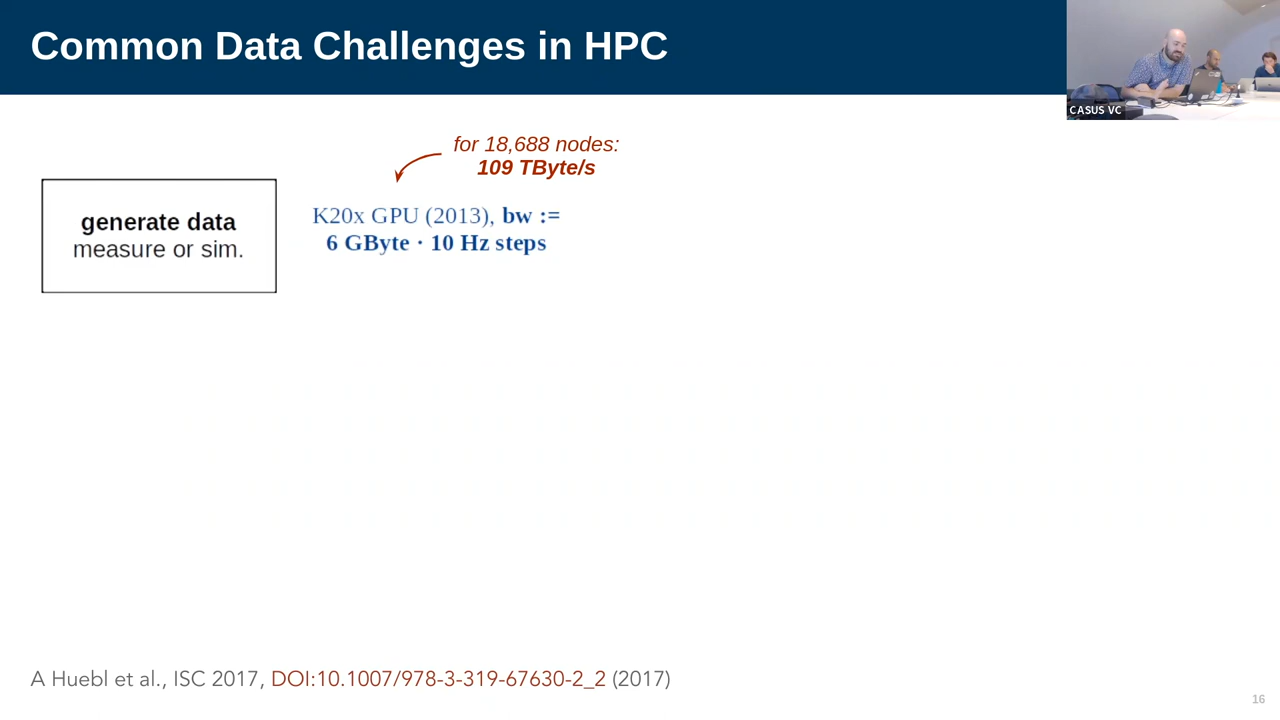 Common Data Challenges in HPC
CASUS VC
for 18,688 nodes:
109 TByte/s
generate data
measure or sim.
K20x GPU (2013), bw :=
6 GByte · 10 Hz steps
A Huebl et al., ISC 2017, DOI:10.1007/978-3-319-67630-2_2 (2017)
16